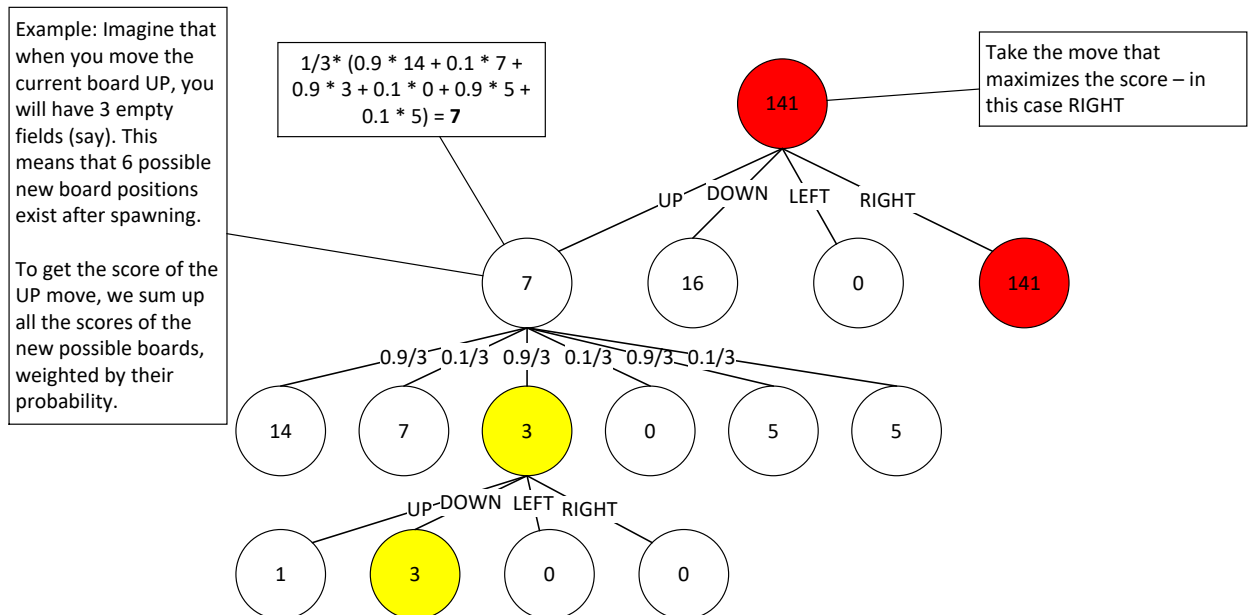 Example: Imagine that
when you move the
current board UP, you
will have 3 empty
fields (say). This
means that 6 possible
new board positions
exist after spawning.
To get the score of the
UP move, we sum up
all the scores of the
new possible boards,
weighted by their
probability.
1/3* (0.9 * 14 + 0.1 * 7 +
0.9 * 3 + 0.1 * 0 + 0.9 * 5 +
0.1 * 5) = 7
141
Take the move that
maximizes the score – in
this case RIGHT
UP DOWN LEFT RIGHT
7 16 0 141
0.9/3 0.1/3 0.9/3 0.1/3 0.9/3 0.1/3
14 7 3 0 5 5
UP DOWN LEFT RIGHT
1 3 0 0